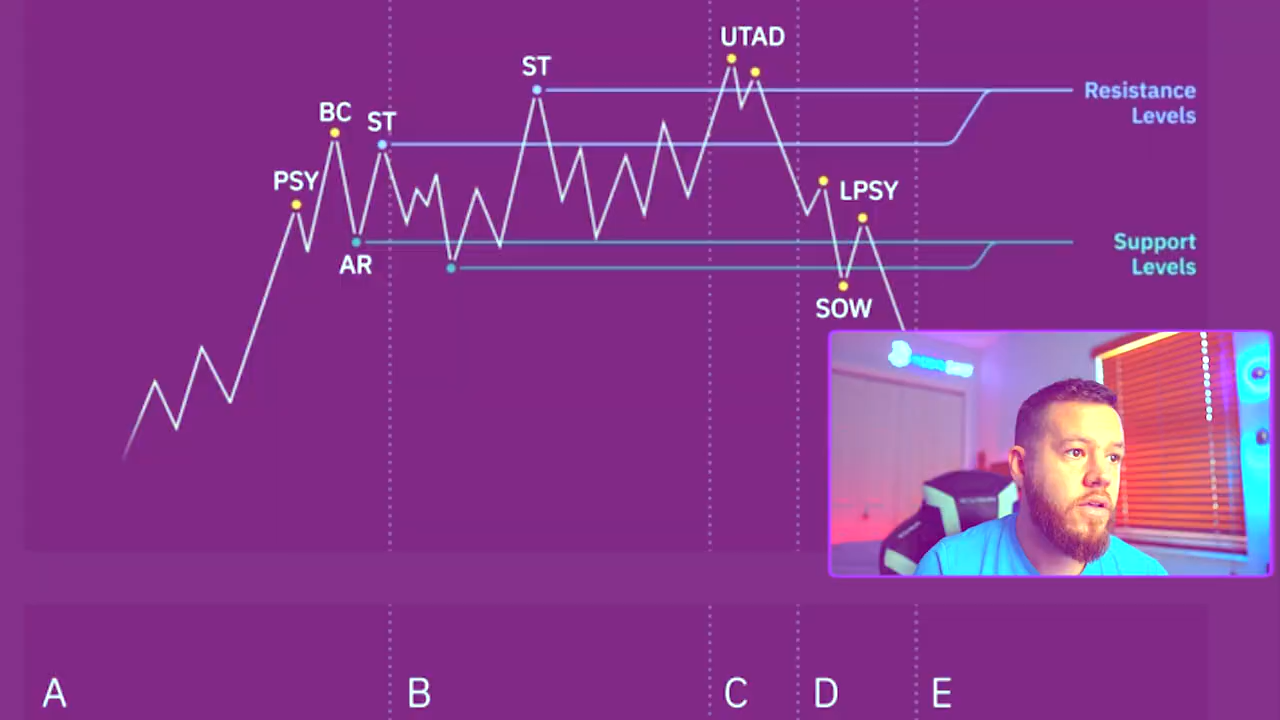 UTAD
ST
Resistance
Levels
BC
ST
PSY
LPSY
AR
Support
Levels
SOW
A
B
C
D
E